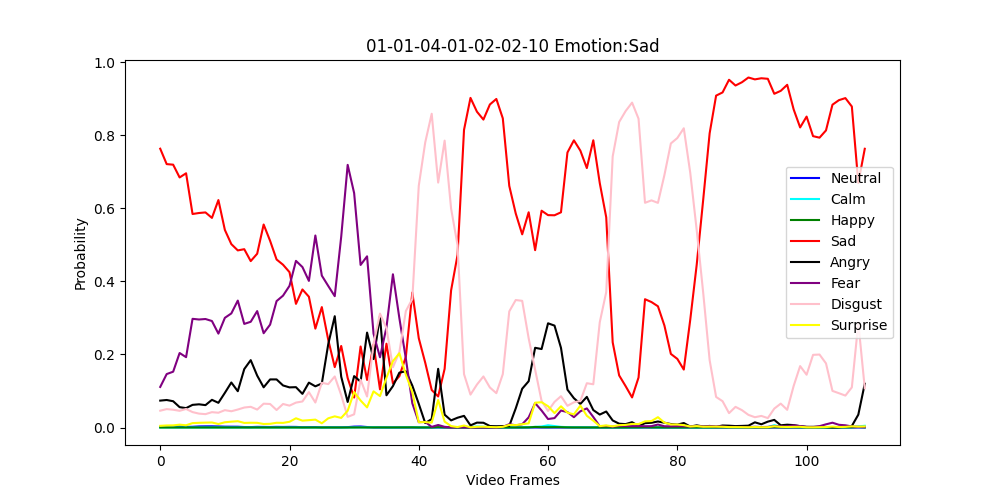 01-01-04-01-02-02-10 Emotion:Sad
1.0
0.8
0.6
0.4
0.2
0.0
Probability
0 20 40 60 80 100
Video Frames
Neutral
Calm
Happy
Sad
Angry
Fear
Disgust
Surprise